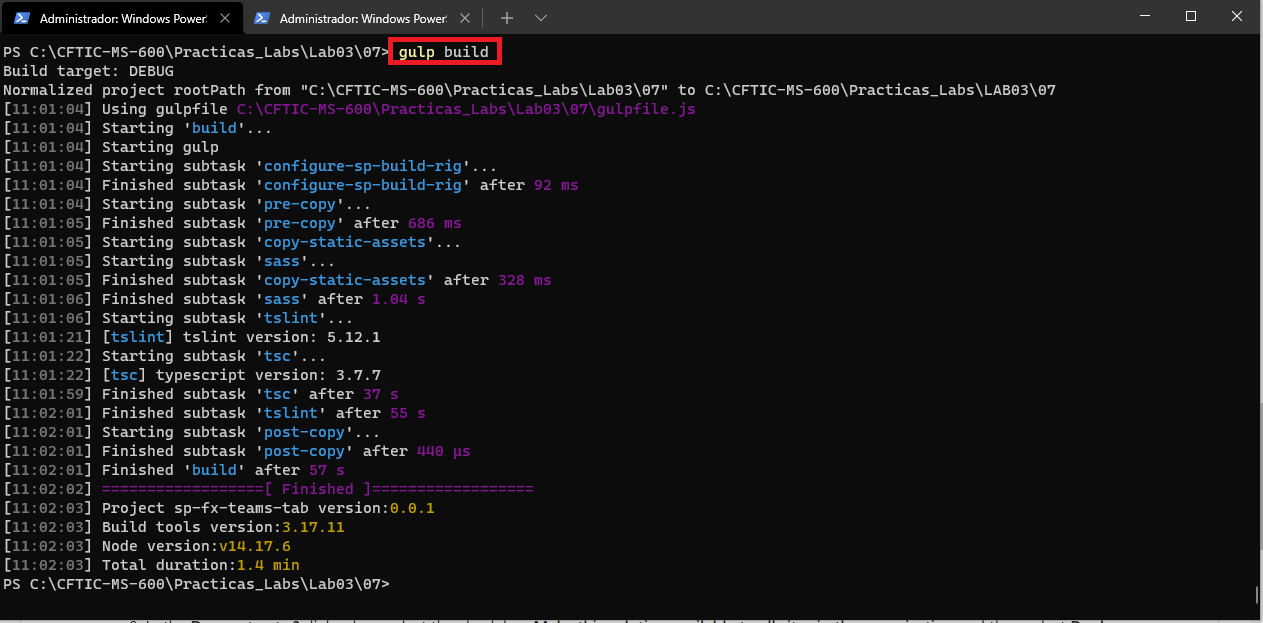 Administrador: Windows Power Administrador: Windows Power
PS C:\CFTIC-MS-600\Practicas_Labs\Lab03\07> gulp build
Build target: DEBUG
Normalized project rootPath from "C:\CFTIC-MS-600\Practicas_Labs\Lab03\07" to C:\CFTIC-MS-600\Practicas_Labs\LAB03\07
[11:01:04] Using gulpfile C:\CFTIC-MS-600\Practicas_Labs\Lab03\07\gulpfile.js
[11:01:04] Starting 'build'...
[11:01:04] Starting gulp
[11:01:04] Starting subtask 'configure-sp-build-rig'...
[11:01:04] Finished subtask 'configure-sp-build-rig' after 92 ms
[11:01:04] Starting subtask 'pre-copy'...
[11:01:05] Finished subtask 'pre-copy' after 686 ms
[11:01:05] Starting subtask 'copy-static-assets'...
[11:01:05] Starting subtask 'sass'...
[11:01:05] Finished subtask 'copy-static-assets' after 328 ms
[11:01:06] Finished subtask 'sass' after 1.04 s
[11:01:06] Starting subtask 'tslint'...
[11:01:21] [tslint] tslint version: 5.12.1
[11:01:22] Starting subtask 'tsc'...
[11:01:22] [tsc] typescript version: 3.7.7
[11:01:59] Finished subtask 'tsc' after 37 s
[11:02:01] Finished subtask 'tslint' after 55 s
[11:02:01] Starting subtask 'post-copy'...
[11:02:01] Finished subtask 'post-copy' after 440 μs
[11:02:01] Finished 'build' after 57 s
[11:02:02] ==================[ Finished ]==================
[11:02:03] Project sp-fx-teams-tab version:0.0.1
[11:02:03] Build tools version:3.17.11
[11:02:03] Node version:v14.17.6
[11:02:03] Total duration:1.4 min
PS C:\CFTIC-MS-600\Practicas_Labs\Lab03\07>